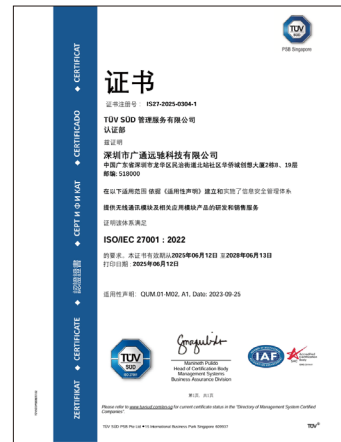 TÜV SÜD
PSB Singapore
ZERTIFIKAT ◆ CERTIFICATE ◆ 認證證書 ◆ СЕРТИФИКАТ ◆ CERTIFICADO ◆ CERTIFICAT
证书
证书注册号: IS27-2025-0304-1
TÜV SÜD 管理服务有限公司
认证部
兹证明
深圳市广通远驰科技有限公司
中国广东省深圳市龙华区民治街道北站社区华侨城创想大厦2栋8、19层
邮编: 518000
在以下适用范围 依据《适用性声明》建立和实施了信息安全管理体系
提供无线通讯模块及相关应用模块产品的研发和销售服务
证明该体系满足
ISO/IEC 27001 : 2022
的要求。本证书有效期从2025年06月12日 至2028年06月13日
打印日期: 2025年06月12日
适用性声明: QUM.01-M02, A1, Date: 2023-09-25
TÜV
SÜD
ISO 27001
IAF
Accredited
Certification
Body
Manneth Pulido
Head of Certification Body
Management Systems
Business Assurance Division
第1页，共1页
Please refer to www.tuvsud.com/en-sg for current certificate status in the "Directory of Management System Certified
Companies".
TÜV SÜD PSB Pte Ltd ● 15 International Business Park Singapore 609937
TÜV®